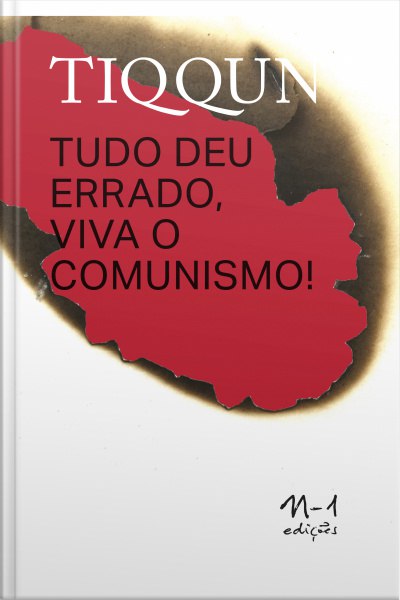 TIQQUN
TUDO DEU
ERRADO,
VIVA O
COMUNISMO!
n-1
edições